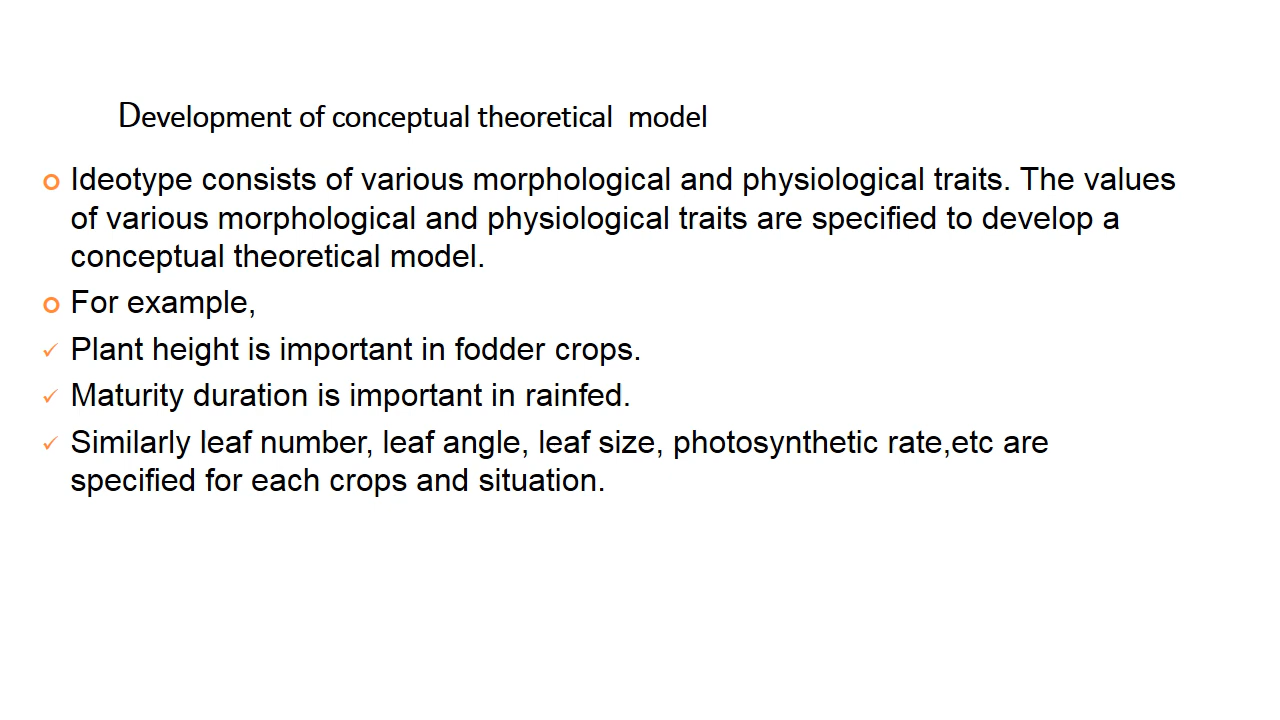 Development of conceptual theoretical  model
Ideotype consists of various morphological and physiological traits. The values
of various morphological and physiological traits are specified to develop a
conceptual theoretical model.
For example,
Plant height is important in fodder crops.
Maturity duration is important in rainfed.
Similarly leaf number, leaf angle, leaf size, photosynthetic rate,etc are
specified for each crops and situation.